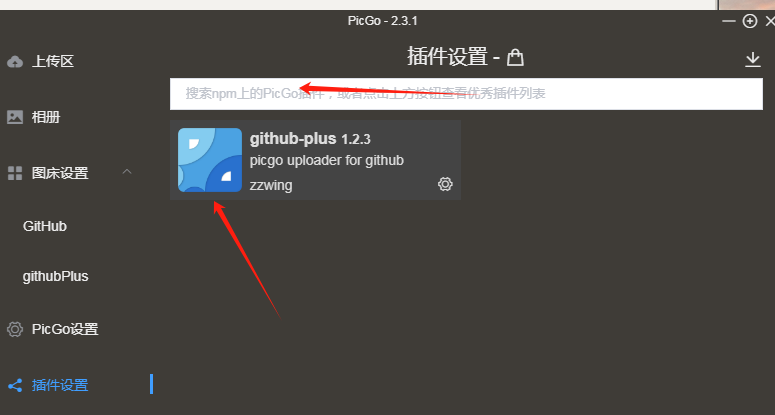 PicGo - 2.3.1
上传区
相册
图床设置
GitHub
githubPlus
PicGo设置
插件设置
插件设置 -
搜索npm上的PicGo插件，或者点击上方按钮查看优秀插件列表
github-plus 1.2.3
picgo uploader for github
zzwing